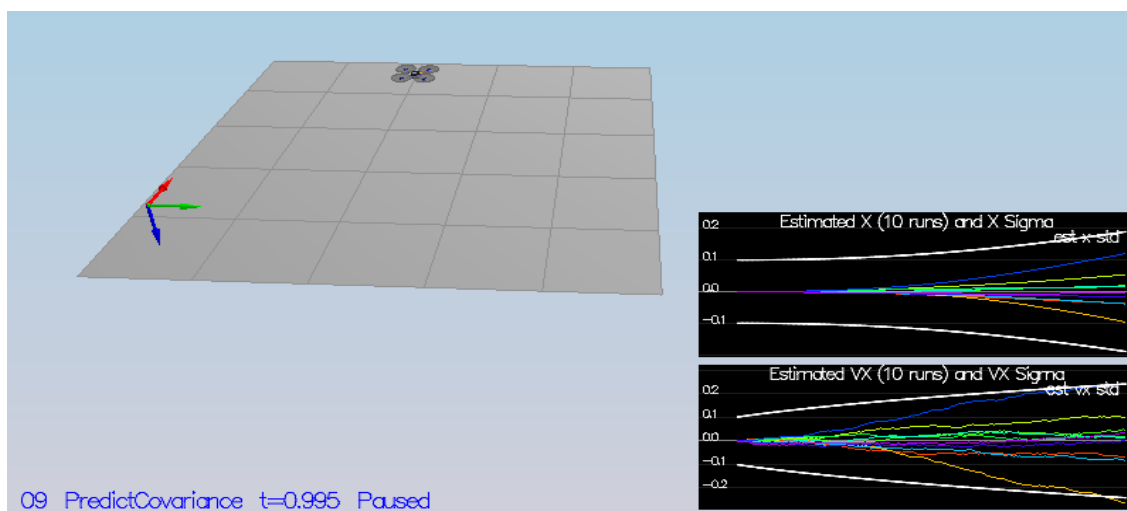 Estimated X (10 runs) and X Sigma
est x std
0.2
0.1
0.0
-0.1
Estimated VX (10 runs) and VX Sigma
est vx std
0.2
0.1
0.0
-0.1
-0.2
09 PredictCovariance t=0.995 Paused